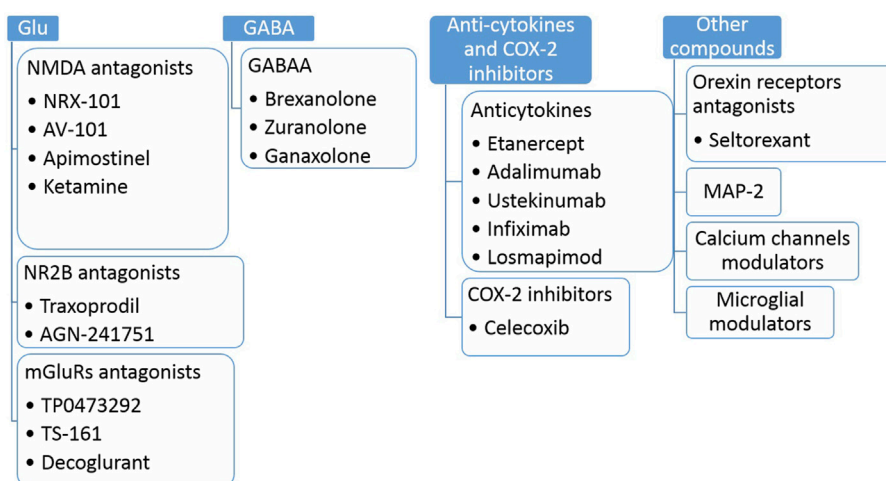 Glu
NMDA antagonists
• NRX-101
• AV-101
• Apimostinel
• Ketamine
NR2B antagonists
• Traxoprodil
• AGN-241751
mGluRs antagonists
• TP0473292
• TS-161
• Decoglurant
GABA
GABAA
• Brexanolone
• Zuranolone
• Ganaxolone
Anti-cytokines
and COX-2
inhibitors
Anticytokines
• Etanercept
• Adalimumab
• Ustekinumab
• Infiximab
• Losmapimod
COX-2 inhibitors
• Celecoxib
Other
compounds
Orexin receptors
antagonists
• Seltorexant
MAP-2
Calcium channels
modulators
Microglial
modulators